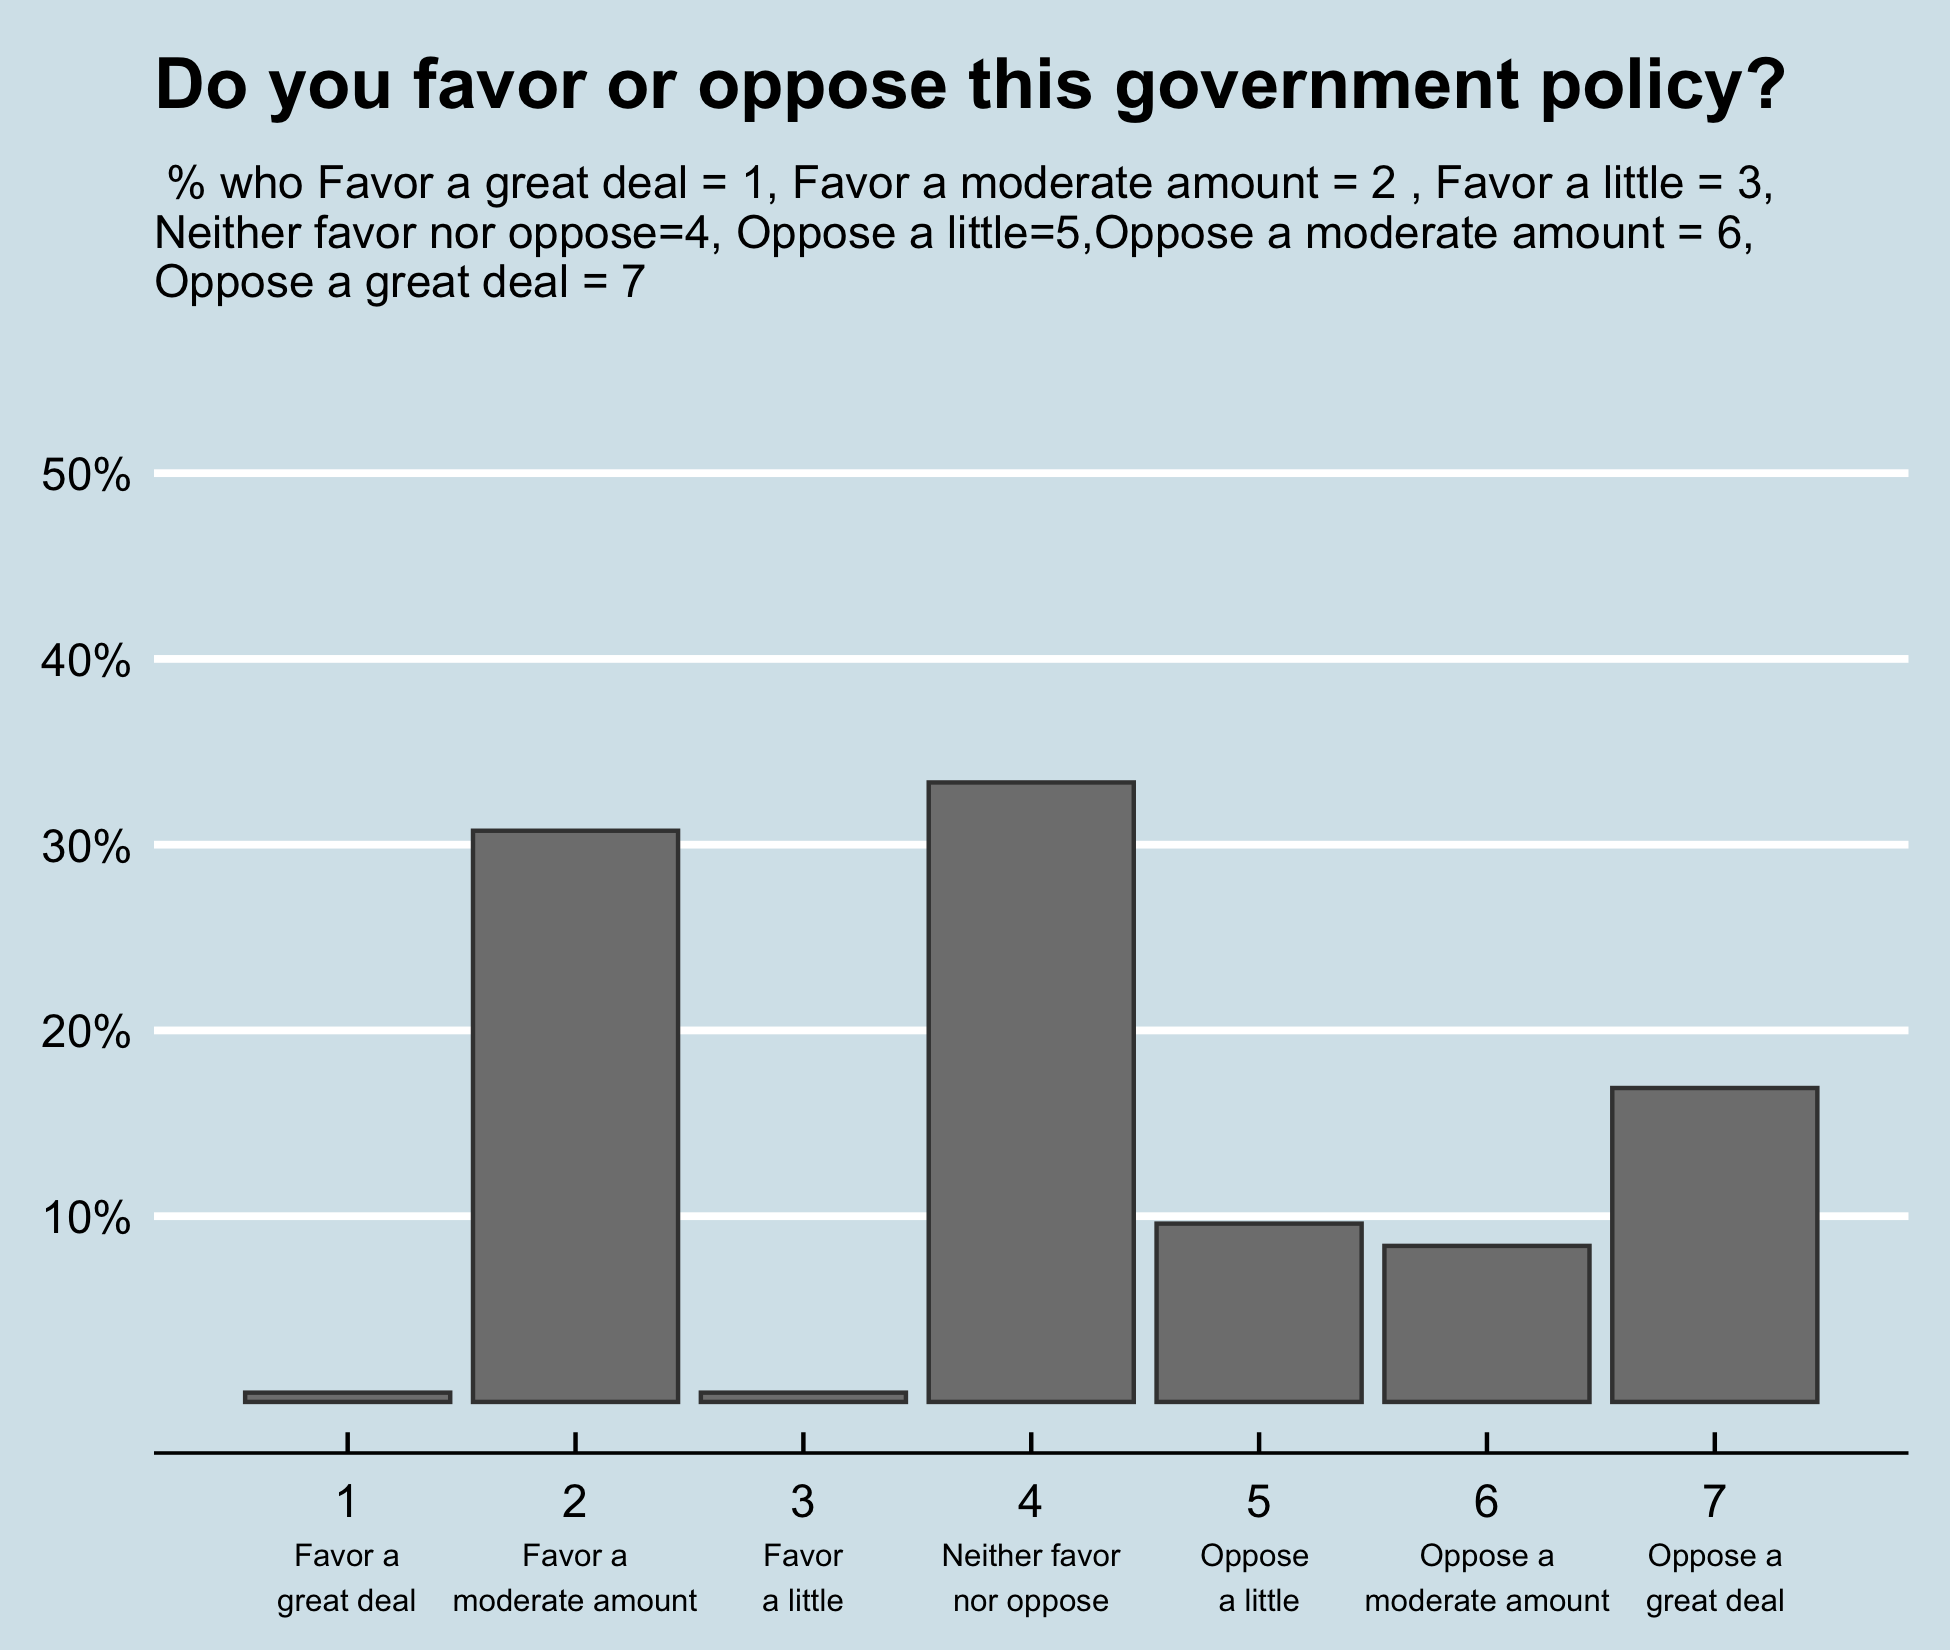 Do you favor or oppose this government policy?
% who Favor a great deal = 1, Favor a moderate amount = 2 , Favor a little = 3,
Neither favor nor oppose=4, Oppose a little=5,Oppose a moderate amount = 6,
Oppose a great deal = 7
50%
40%
30%
20%
10%
1 2 3 4 5 6 7
Favor a Favor a Favor Neither favor Oppose Oppose a Oppose a
great deal moderate amount a little nor oppose a little moderate amount great deal